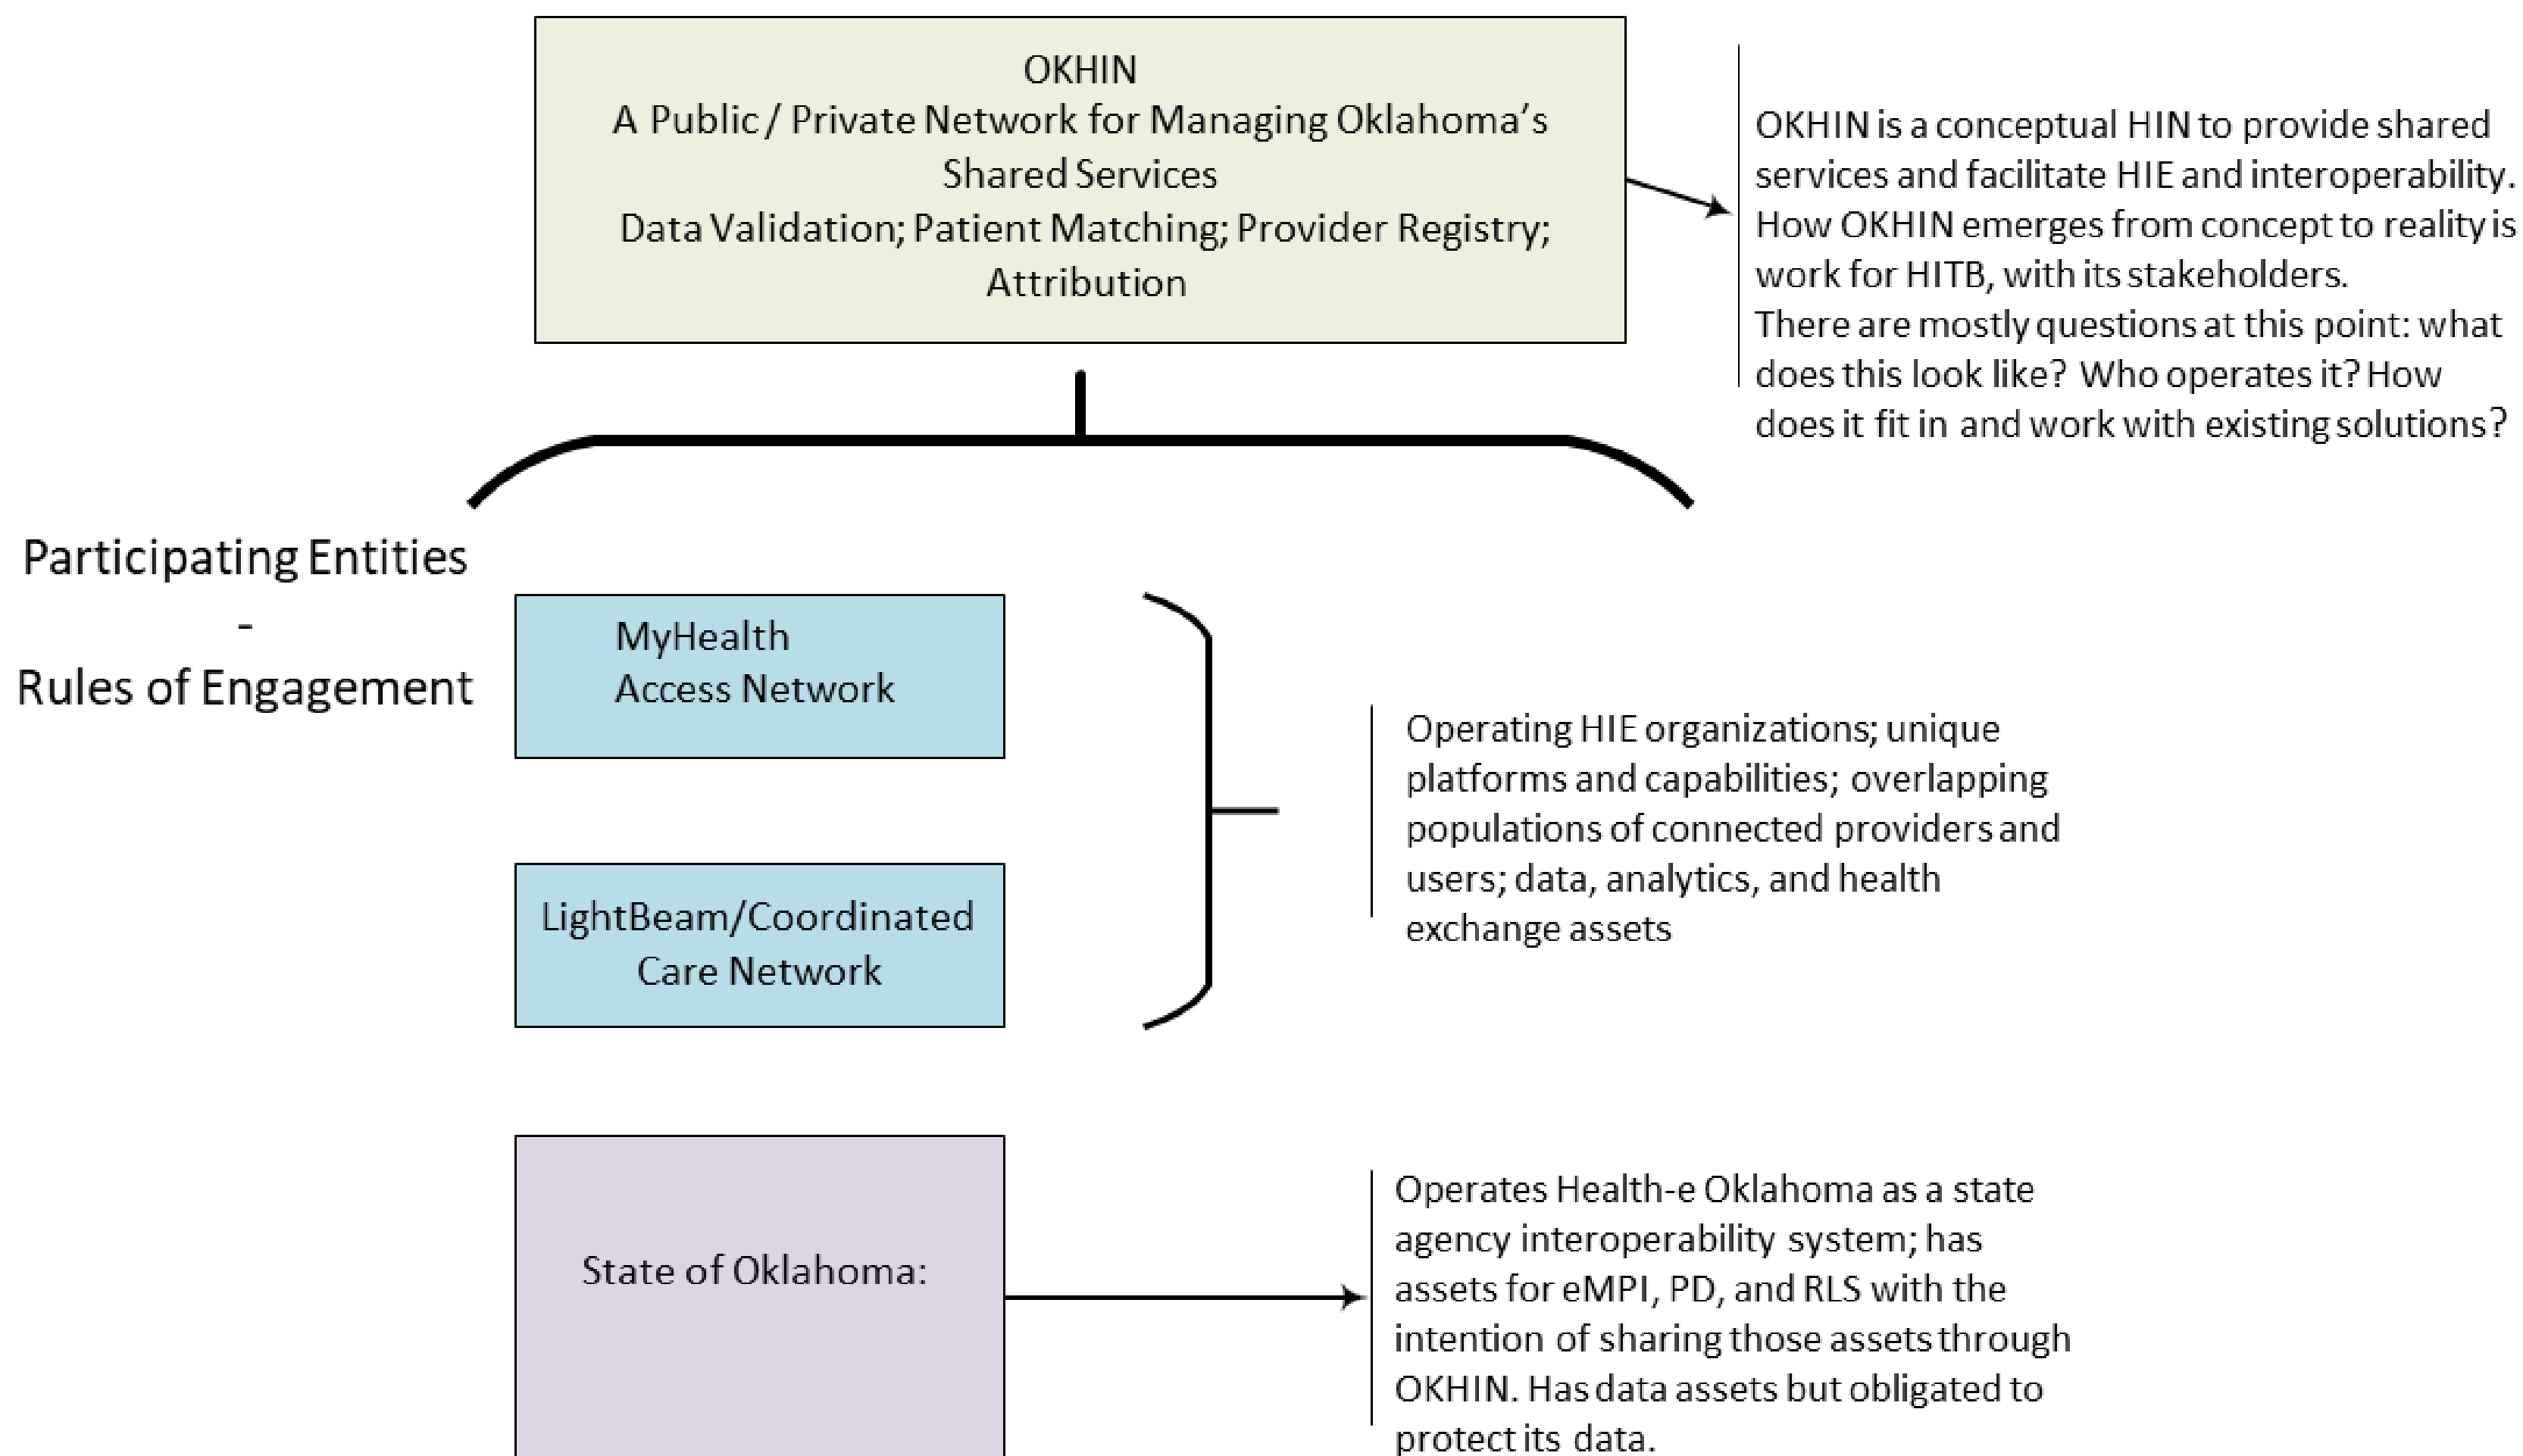 OKHIN
A Public / Private Network for Managing Oklahoma's
Shared Services
Data Validation; Patient Matching; Provider Registry;
Attribution
OKHIN is a conceptual HIN to provide shared
services and facilitate HIE and interoperability.
How OKHIN emerges from concept to reality is
work for HITB, with its stakeholders.
There are mostly questions at this point: what
does this look like? Who operates it? How
does it fit in and work with existing solutions?
Participating Entities
-
Rules of Engagement
MyHealth
Access Network
LightBeam/Coordinated
Care Network
Operating HIE organizations; unique
platforms and capabilities; overlapping
populations of connected providers and
users; data, analytics, and health
exchange assets
State of Oklahoma:
Operates Health-e Oklahoma as a state
agency interoperability system; has
assets for eMPI, PD, and RLS with the
intention of sharing those assets through
OKHIN. Has data assets but obligated to
protect its data.